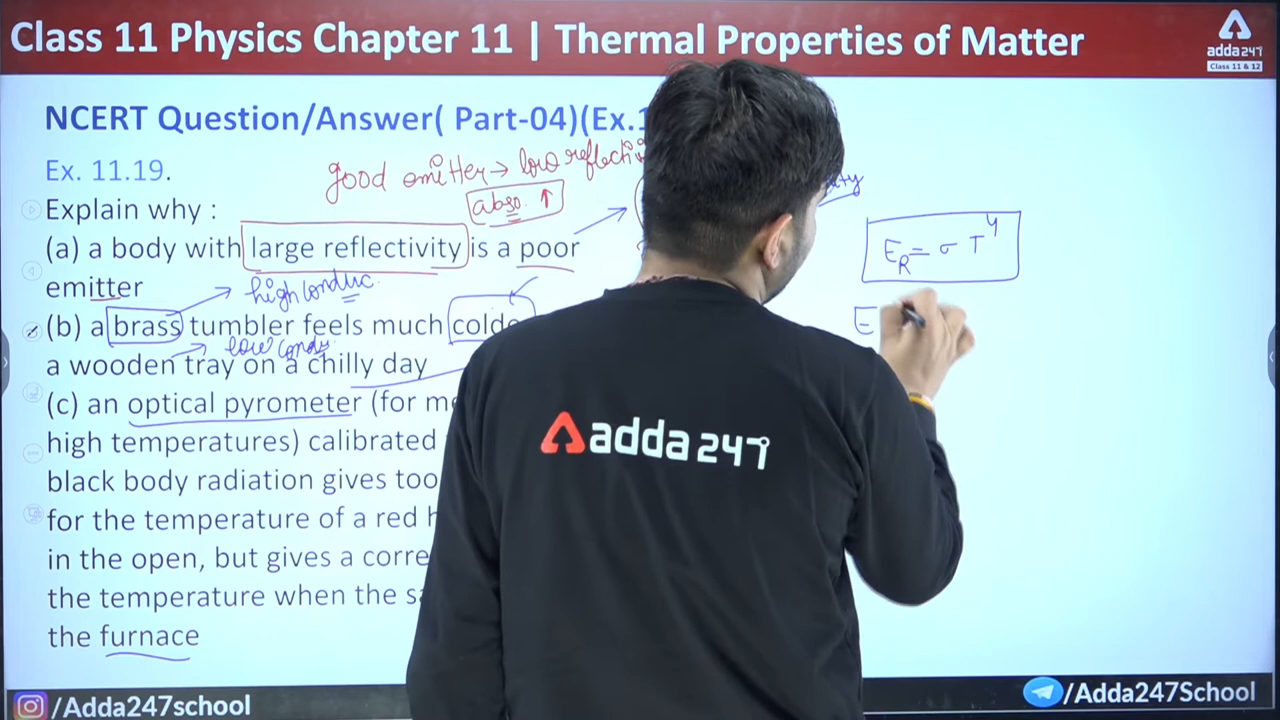 Class 11 Physics Chapter 11 | Thermal Properties of Matter
adda247
Class 11 & 12
NCERT Question/Answer( Part-04)(Ex.1
Ex. 11.19.
good emitter → low reflectiv
abso. ↑
Explain why :
(a) a body with large reflectivity is a poor
emitter
high conduc.
(b) a brass tumbler feels much colde
low condu.
a wooden tray on a chilly day
(c) an optical pyrometer (for me
high temperatures) calibrated
black body radiation gives too
for the temperature of a red h
in the open, but gives a corre
the temperature when the sa
the furnace
E_R = σ T^4
E
adda247
/Adda247school
/Adda247School